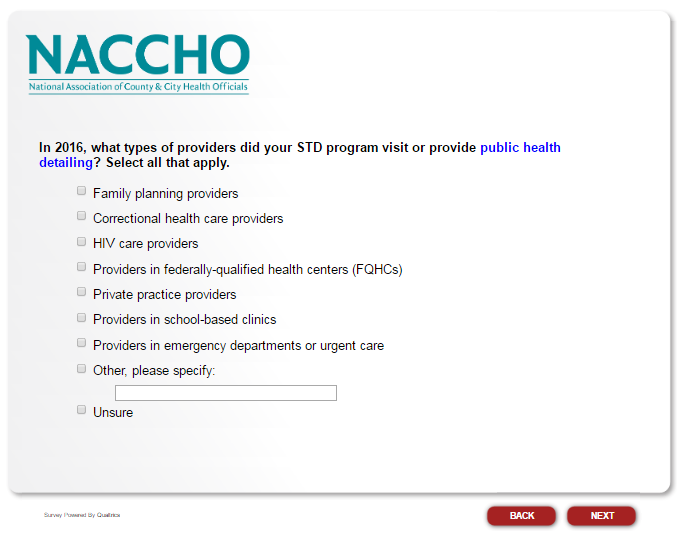 NACCHO
National Association of County & City Health Officials
In 2016, what types of providers did your STD program visit or provide public health
detailing? Select all that apply.
Family planning providers
Correctional health care providers
HIV care providers
Providers in federally-qualified health centers (FQHCs)
Private practice providers
Providers in school-based clinics
Providers in emergency departments or urgent care
Other, please specify:
Unsure
Survey Powered By Qualtrics
BACK
NEXT